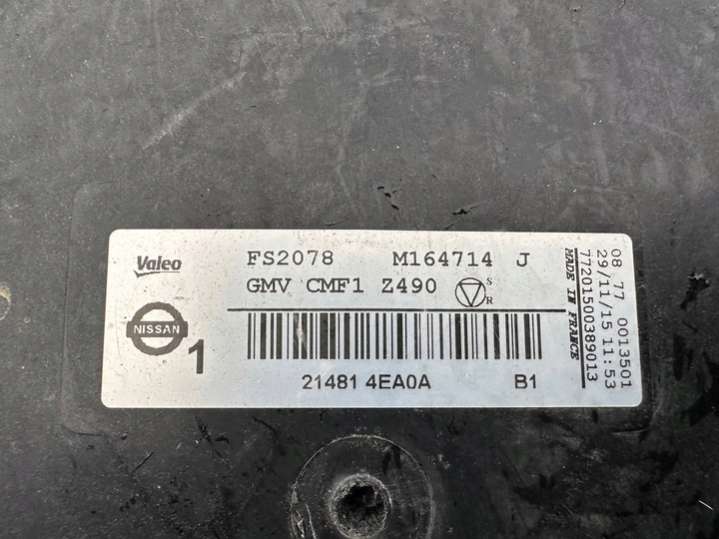 Valeo
FS2078 M164714 J
GMV CMF1 Z490 S R
NISSAN
1
21481 4EA0A B1
MADE IN FRANCE
77201500389013
29/11/15 11:53
08 77 0013501